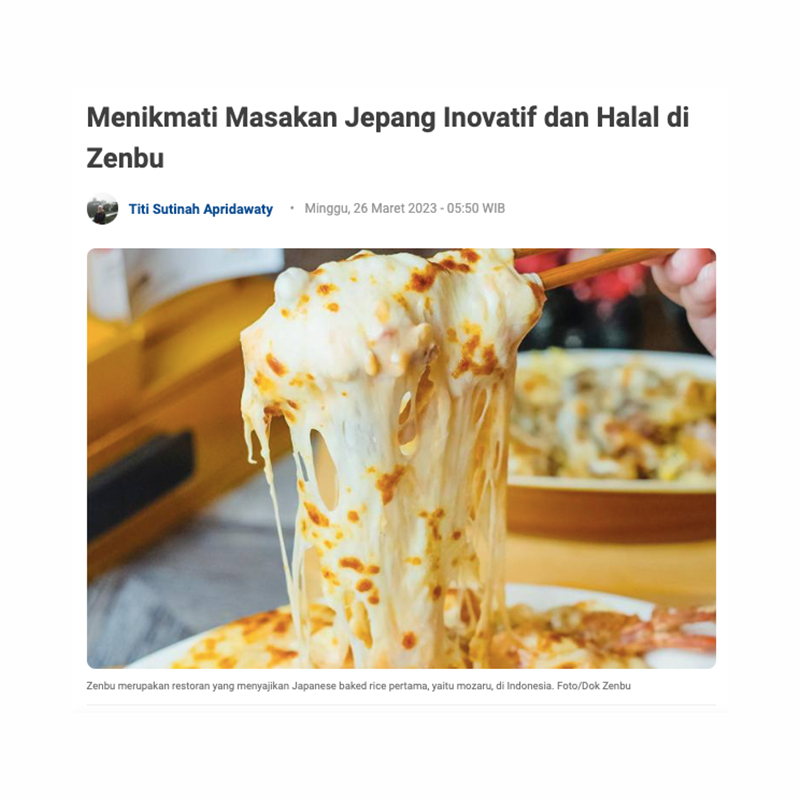 Menikmati Masakan Jepang Inovatif dan Halal di
Zenbu
Titi Sutinah Apridawaty • Minggu, 26 Maret 2023 - 05:50 WIB
Zenbu merupakan restoran yang menyajikan Japanese baked rice pertama, yaitu mozaru, di Indonesia. Foto/Dok Zenbu